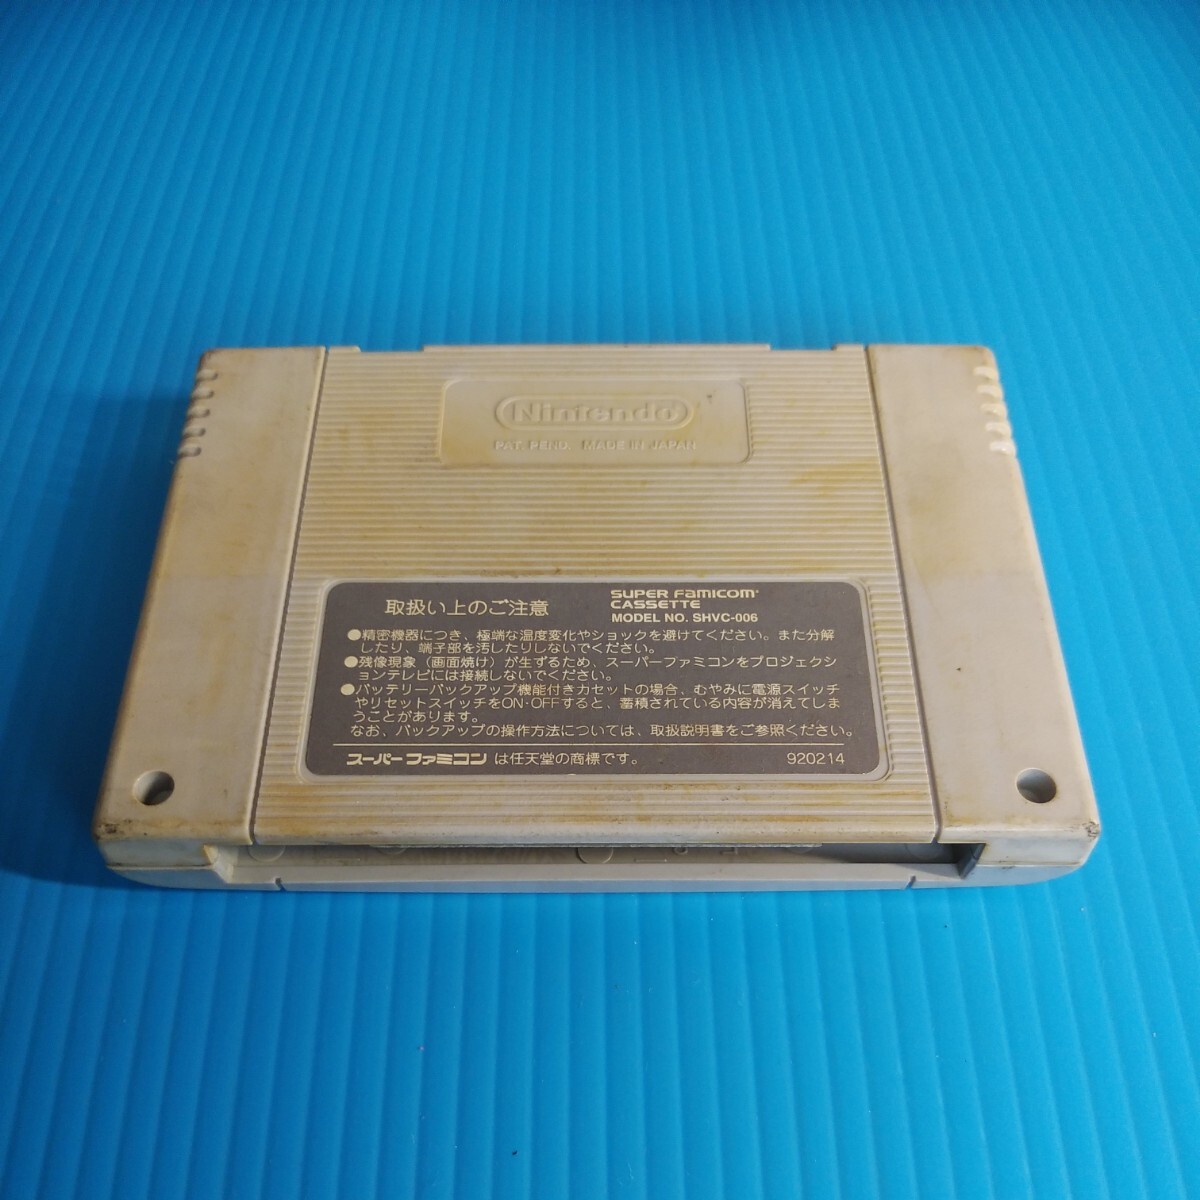 Nintendo
PAT. PEND. MADE IN JAPAN
取扱い上のご注意
SUPER FAMICOM
CASSETTE
MODEL NO. SHVC-006
●精密機器につき、極端な温度変化やショックを避けてください。また分解
したり、端子部を汚したりしないでください。
●残像現象（画面焼け）が生ずるため、スーパーファミコンをプロジェクシ
ョンテレビには接続しないでください。
●バッテリーバックアップ機能付きカセットの場合、むやみに電源スイッチ
やリセットスイッチをON·OFFすると、蓄積されている内容が消えてしま
うことがあります。
なお、バックアップの操作方法については、取扱説明書をご参照ください。
スーパーファミコン は任天堂の商標です。
920214